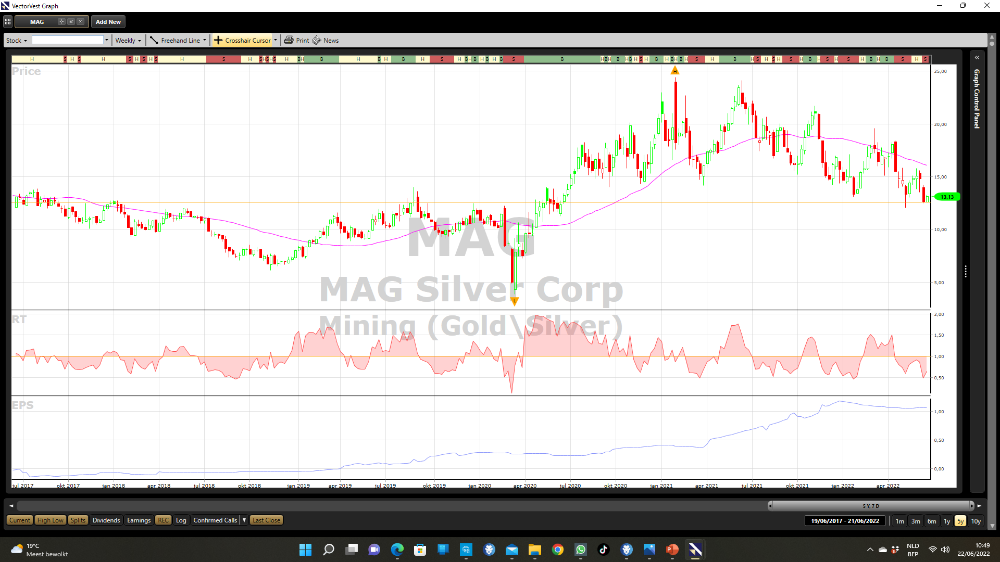 VectorVest Graph
MAG
Add New
Stock
Weekly
Freehand Line
Crosshair Cursor
Print
News
H S H S H S H S H S H S H S H S H S H B H B H B H B H S H B H B H B H S B H B H B H B H S H B H B H S H B H S H S H S H B H S H S H B H B S H S
Price
25,00
20,00
15,00
13,13
10,00
5,00
H
L
MAG
MAG Silver Corp
Mining (Gold\Silver)
RT
2,00
1,50
1,00
0,50
EPS
1,00
0,50
0,00
jul 2017 okt 2017 jan 2018 apr 2018 jul 2018 okt 2018 jan 2019 apr 2019 jul 2019 okt 2019 jan 2020 apr 2020 jul 2020 okt 2020 jan 2021 apr 2021 jul 2021 okt 2021 jan 2022 apr 2022
Graph Control Panel
5 Y, 7 D
Current High Low Splits Dividends Earnings REC Log Confirmed Calls Last Close
19/06/2017 - 21/06/2022 1m 3m 6m 1y 5y 10y
19°C
Meest bewolkt
NLD
BEP
10:49
22/06/2022